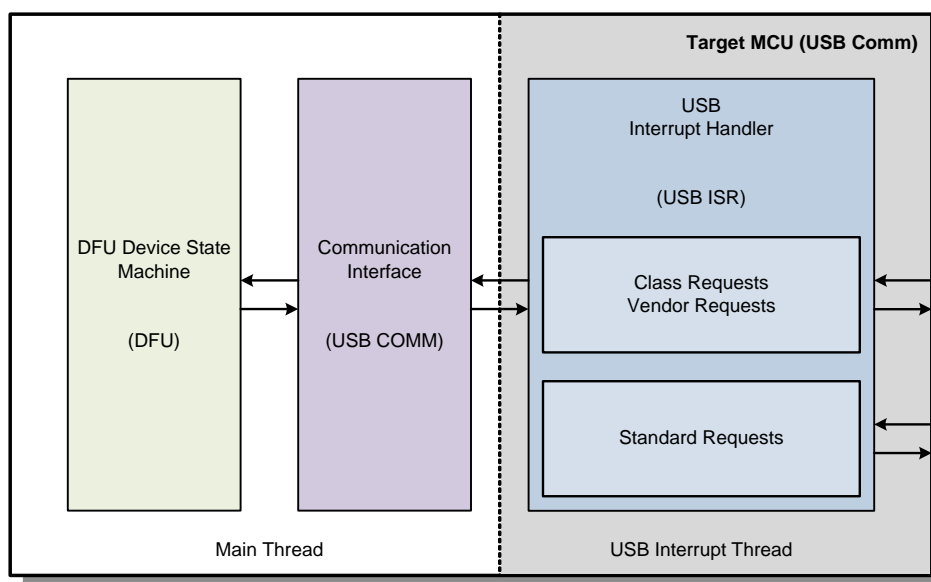 Target MCU (USB Comm)
USB
Interrupt Handler
(USB ISR)
DFU Device State
Machine
(DFU)
Communication
Interface
(USB COMM)
Class Requests
Vendor Requests
Standard Requests
Main Thread
USB Interrupt Thread